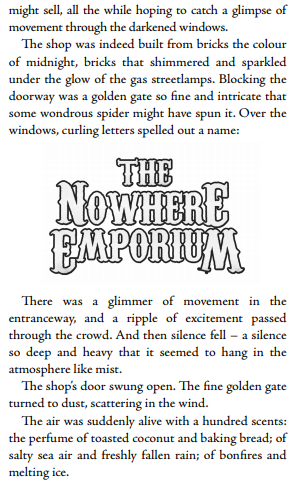 might sell, all the while hoping to catch a glimpse of
movement through the darkened windows.
The shop was indeed built from bricks the colour
of midnight, bricks that shimmered and sparkled
under the glow of the gas streetlamps. Blocking the
doorway was a golden gate so fine and intricate that
some wondrous spider might have spun it. Over the
windows, curling letters spelled out a name:
THE
NOWHERE
EMPORIUM
There was a glimmer of movement in the
entranceway, and a ripple of excitement passed
through the crowd. And then silence fell – a silence
so deep and heavy that it seemed to hang in the
atmosphere like mist.
The shop's door swung open. The fine golden gate
turned to dust, scattering in the wind.
The air was suddenly alive with a hundred scents:
the perfume of toasted coconut and baking bread; of
salty sea air and freshly fallen rain; of bonfires and
melting ice.